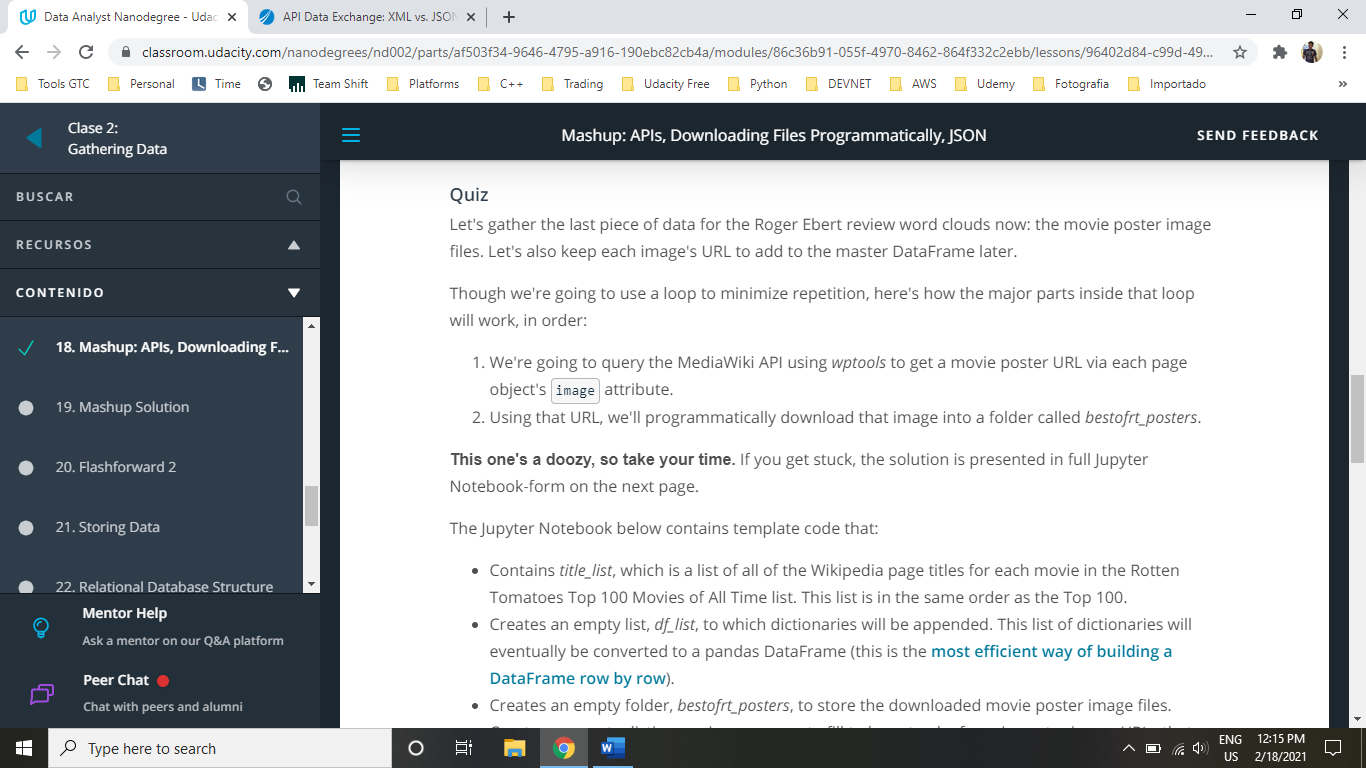 Data Analyst Nanodegree - Udac
API Data Exchange: XML vs. JSON
classroom.udacity.com/nanodegrees/nd002/parts/af503f34-9646-4795-a916-190ebc82cb4a/modules/86c36b91-055f-4970-8462-864f332c2ebb/lessons/96402d84-c99d-49...
Tools GTC Personal Time Team Shift Platforms C++ Trading Udacity Free Python DEVNET AWS Udemy Fotografia Importado »
Clase 2:
Gathering Data
BUSCAR
RECURSOS
CONTENIDO
18. Mashup: APIs, Downloading F...
19. Mashup Solution
20. Flashforward 2
21. Storing Data
22. Relational Database Structure
Mentor Help
Ask a mentor on our Q&A platform
Peer Chat
Chat with peers and alumni
Mashup: APIs, Downloading Files Programmatically, JSON
SEND FEEDBACK
Quiz
Let's gather the last piece of data for the Roger Ebert review word clouds now: the movie poster image
files. Let's also keep each image's URL to add to the master DataFrame later.
Though we're going to use a loop to minimize repetition, here's how the major parts inside that loop
will work, in order:
1. We're going to query the MediaWiki API using wptools to get a movie poster URL via each page
object's image attribute.
2. Using that URL, we'll programmatically download that image into a folder called bestofrt_posters.
This one's a doozy, so take your time. If you get stuck, the solution is presented in full Jupyter
Notebook-form on the next page.
The Jupyter Notebook below contains template code that:
• Contains title_list, which is a list of all of the Wikipedia page titles for each movie in the Rotten
Tomatoes Top 100 Movies of All Time list. This list is in the same order as the Top 100.
• Creates an empty list, df_list, to which dictionaries will be appended. This list of dictionaries will
eventually be converted to a pandas DataFrame (this is the most efficient way of building a
DataFrame row by row).
• Creates an empty folder, bestofrt_posters, to store the downloaded movie poster image files.
Type here to search
ENG
US
12:15 PM
2/18/2021